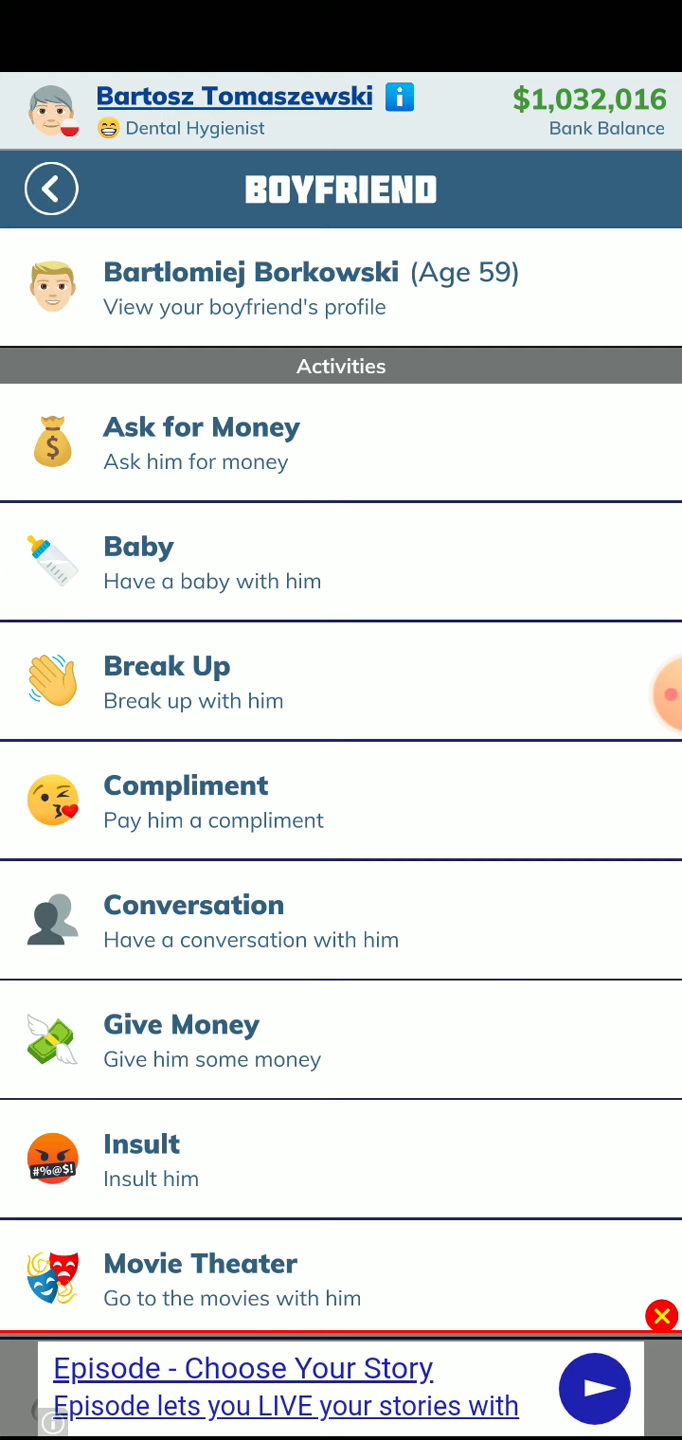 Bartosz Tomaszewski
$1,032,016
Dental Hygienist
Bank Balance
BOYFRIEND
Bartlomiej Borkowski (Age 59)
View your boyfriend's profile
Activities
$
Ask for Money
Ask him for money
Baby
Have a baby with him
Break Up
Break up with him
Compliment
Pay him a compliment
Conversation
Have a conversation with him
Give Money
Give him some money
#%@$!
Insult
Insult him
Movie Theater
Go to the movies with him
Episode - Choose Your Story
Episode lets you LIVE your stories with